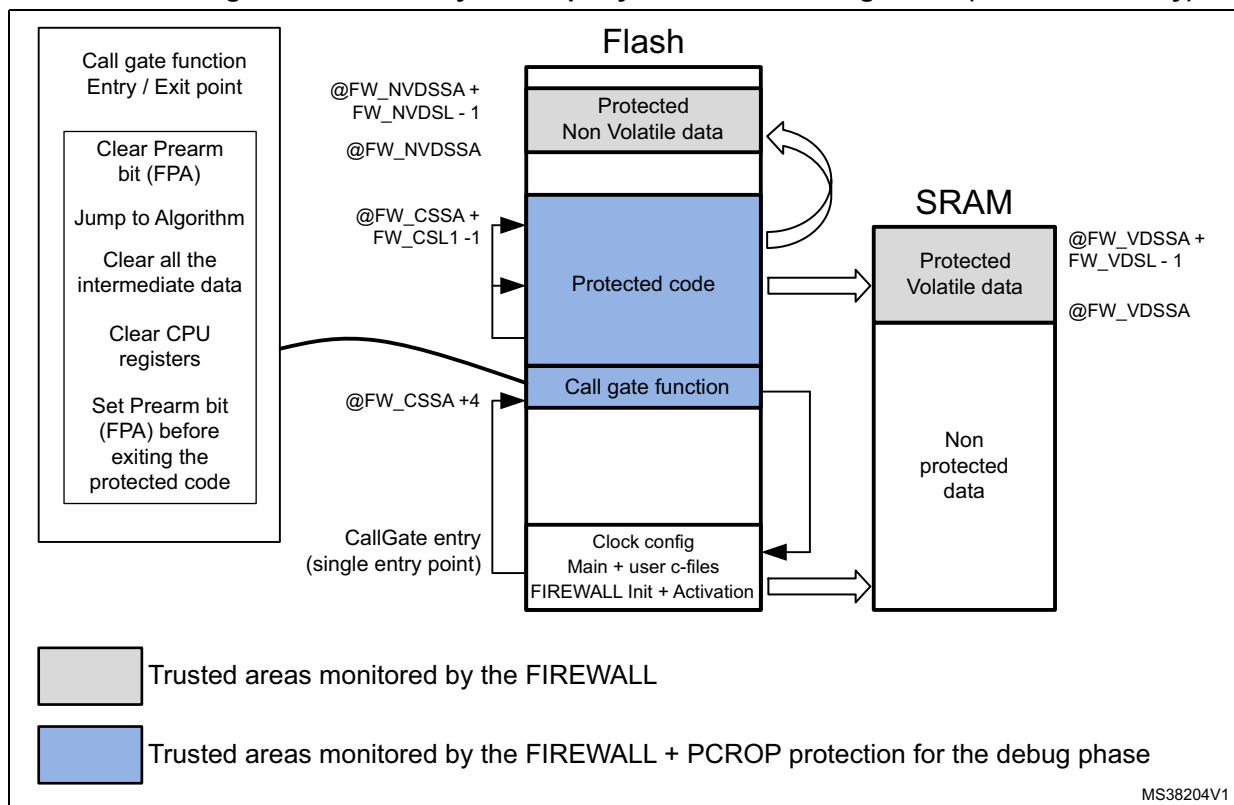 Call gate function
Entry / Exit point
Clear Prearm
bit (FPA)
Jump to Algorithm
Clear all the
intermediate data
Clear CPU
registers
Set Prearm bit
(FPA) before
exiting the
protected code
Flash
@FW_NVDSSA +
FW_NVDSL - 1
@FW_NVDSSA
Protected
Non Volatile data
@FW_CSSA +
FW_CSL1 -1
Protected code
@FW_CSSA +4
Call gate function
CallGate entry
(single entry point)
Clock config
Main + user c-files
FIREWALL Init + Activation
SRAM
Protected
Volatile data
@FW_VDSSA +
FW_VDSL - 1
@FW_VDSSA
Non
protected
data
Trusted areas monitored by the FIREWALL
Trusted areas monitored by the FIREWALL + PCROP protection for the debug phase
MS38204V1